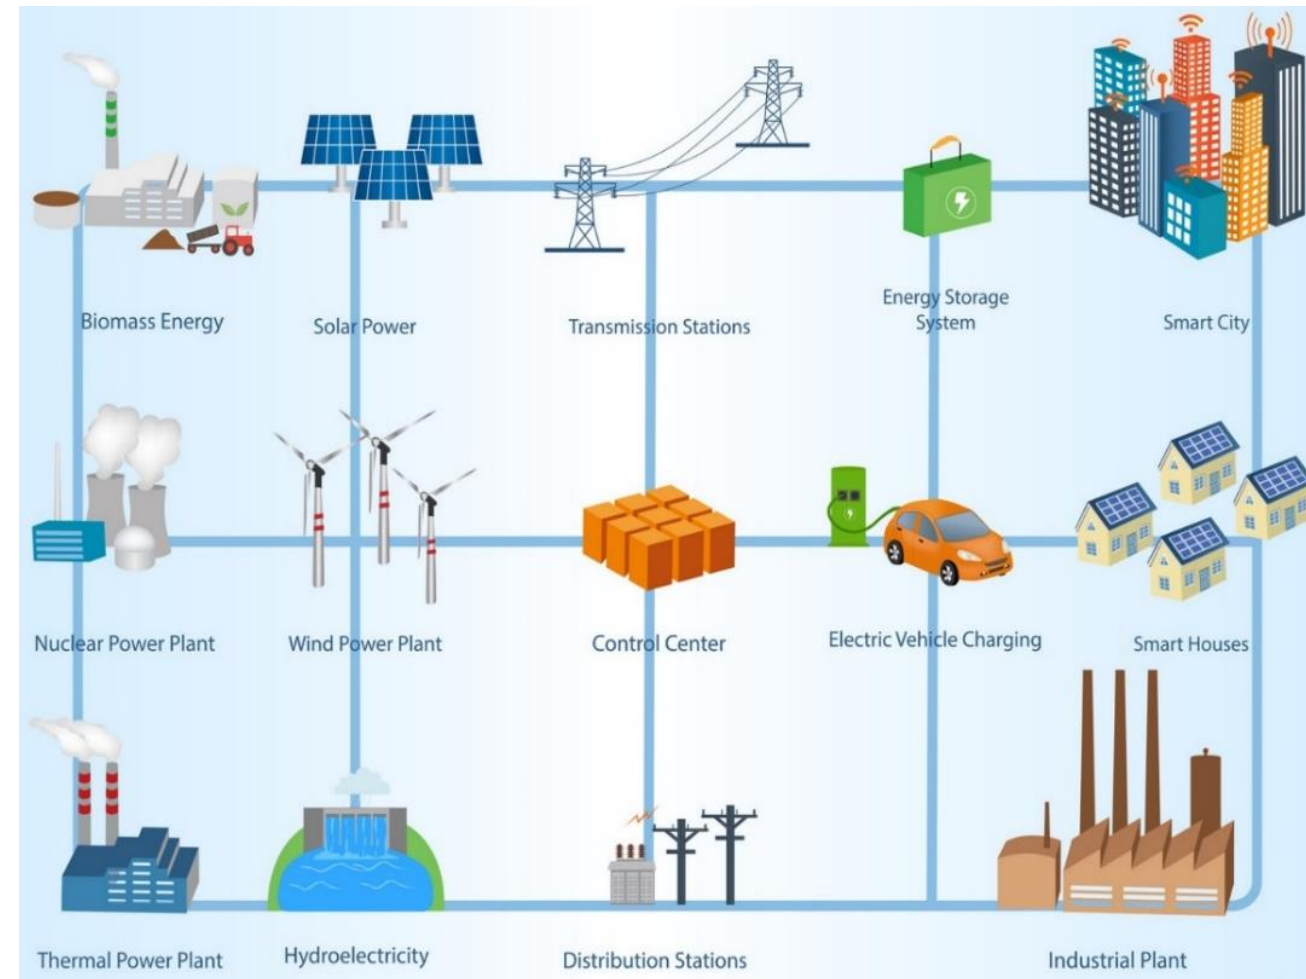 Biomass Energy
Solar Power
Transmission Stations
Energy Storage
System
Smart City
Nuclear Power Plant
Wind Power Plant
Control Center
Electric Vehicle Charging
Smart Houses
Thermal Power Plant
Hydroelectricity
Distribution Stations
Industrial Plant